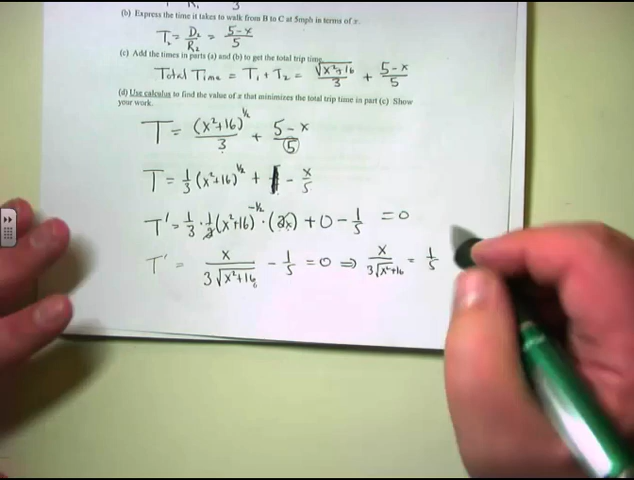 R₁ 3
(b) Express the time it takes to walk from B to C at 5mph in terms of x.
T₂ = D₂/R₂ = (5-x)/5
(c) Add the times in parts (a) and (b) to get the total trip time.
Total Time = T₁ + T₂ = √(x²+16)/3 + (5-x)/5
(d) Use calculus to find the value of x that minimizes the total trip time in part (c) Show
your work.
T = (x²+16)^½/3 + (5-x)/5
T = 1/3 (x²+16)^½ + 1 - x/5
T' = 1/3 · 1/2 (x²+16)^-½ · (2x) + 0 - 1/5 = 0
T' = x/(3√(x²+16)) - 1/5 = 0 ⇒ x/(3√(x²+16)) = 1/5